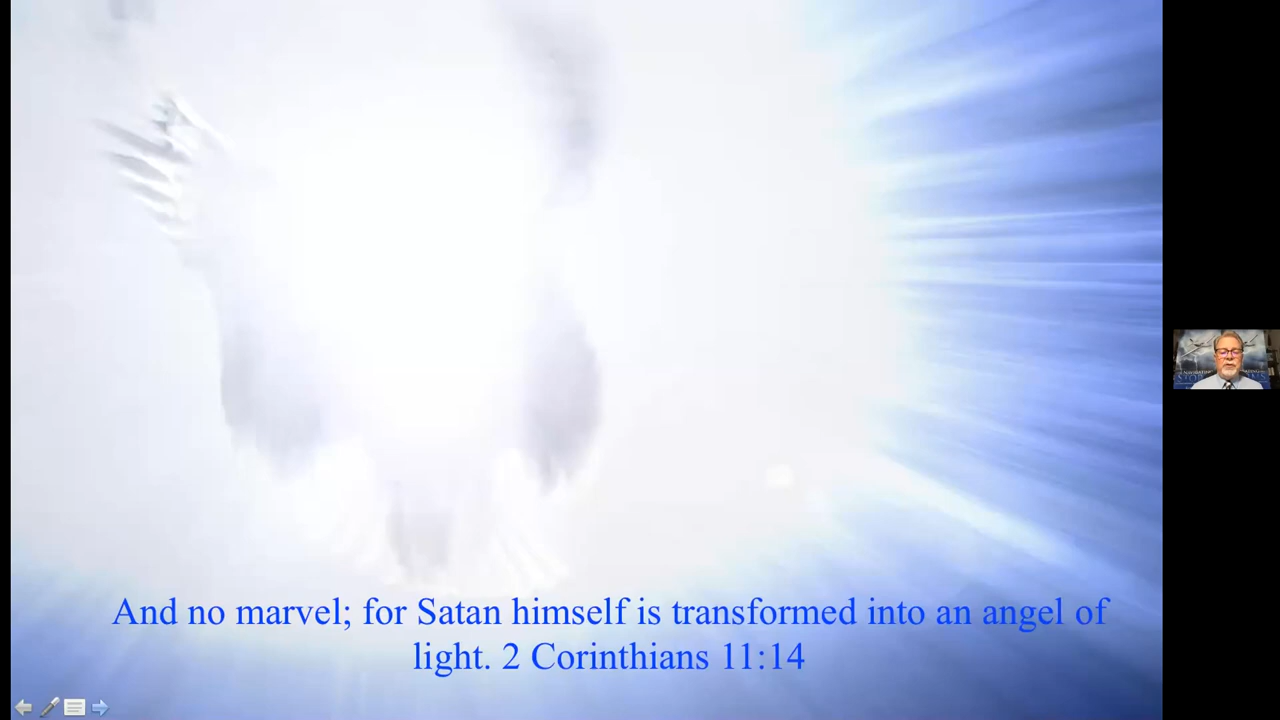 And no marvel; for Satan himself is transformed into an angel of
light. 2 Corinthians 11:14